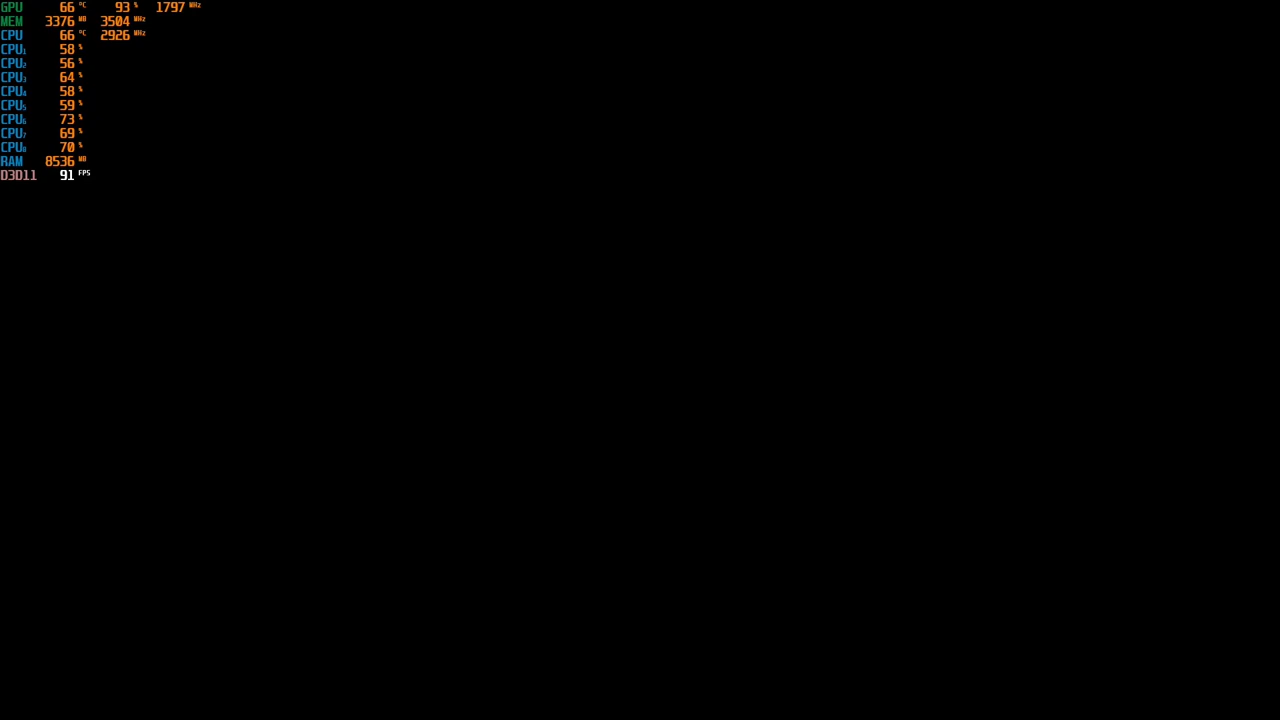 GPU 66 °C 93 % 1797 MHz
MEM 3376 MB 3504 MHz
CPU 66 °C 2926 MHz
CPU1 58 %
CPU2 56 %
CPU3 64 %
CPU4 58 %
CPU5 59 %
CPU6 73 %
CPU7 69 %
CPU8 70 %
RAM 8536 MB
D3D11 91 FPS